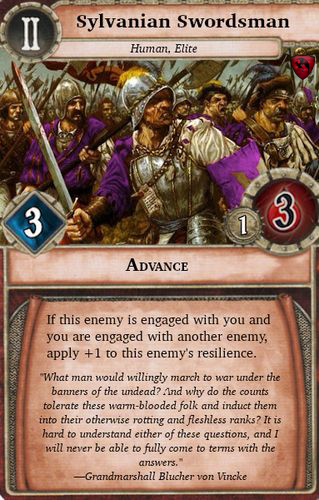 II
Sylvanian Swordsman
Human, Elite
3
1
3
Advance
If this enemy is engaged with you and
you are engaged with another enemy,
apply +1 to this enemy's resilience.
"What man would willingly march to war under the
banners of the undead? And why do the counts
tolerate these warm-blooded folk and induct them
into their otherwise rotting and fleshless ranks? It is
hard to understand either of these questions, and I
will never be able to fully come to terms with the
answers."
—Grandmarshall Blucher von Vincke